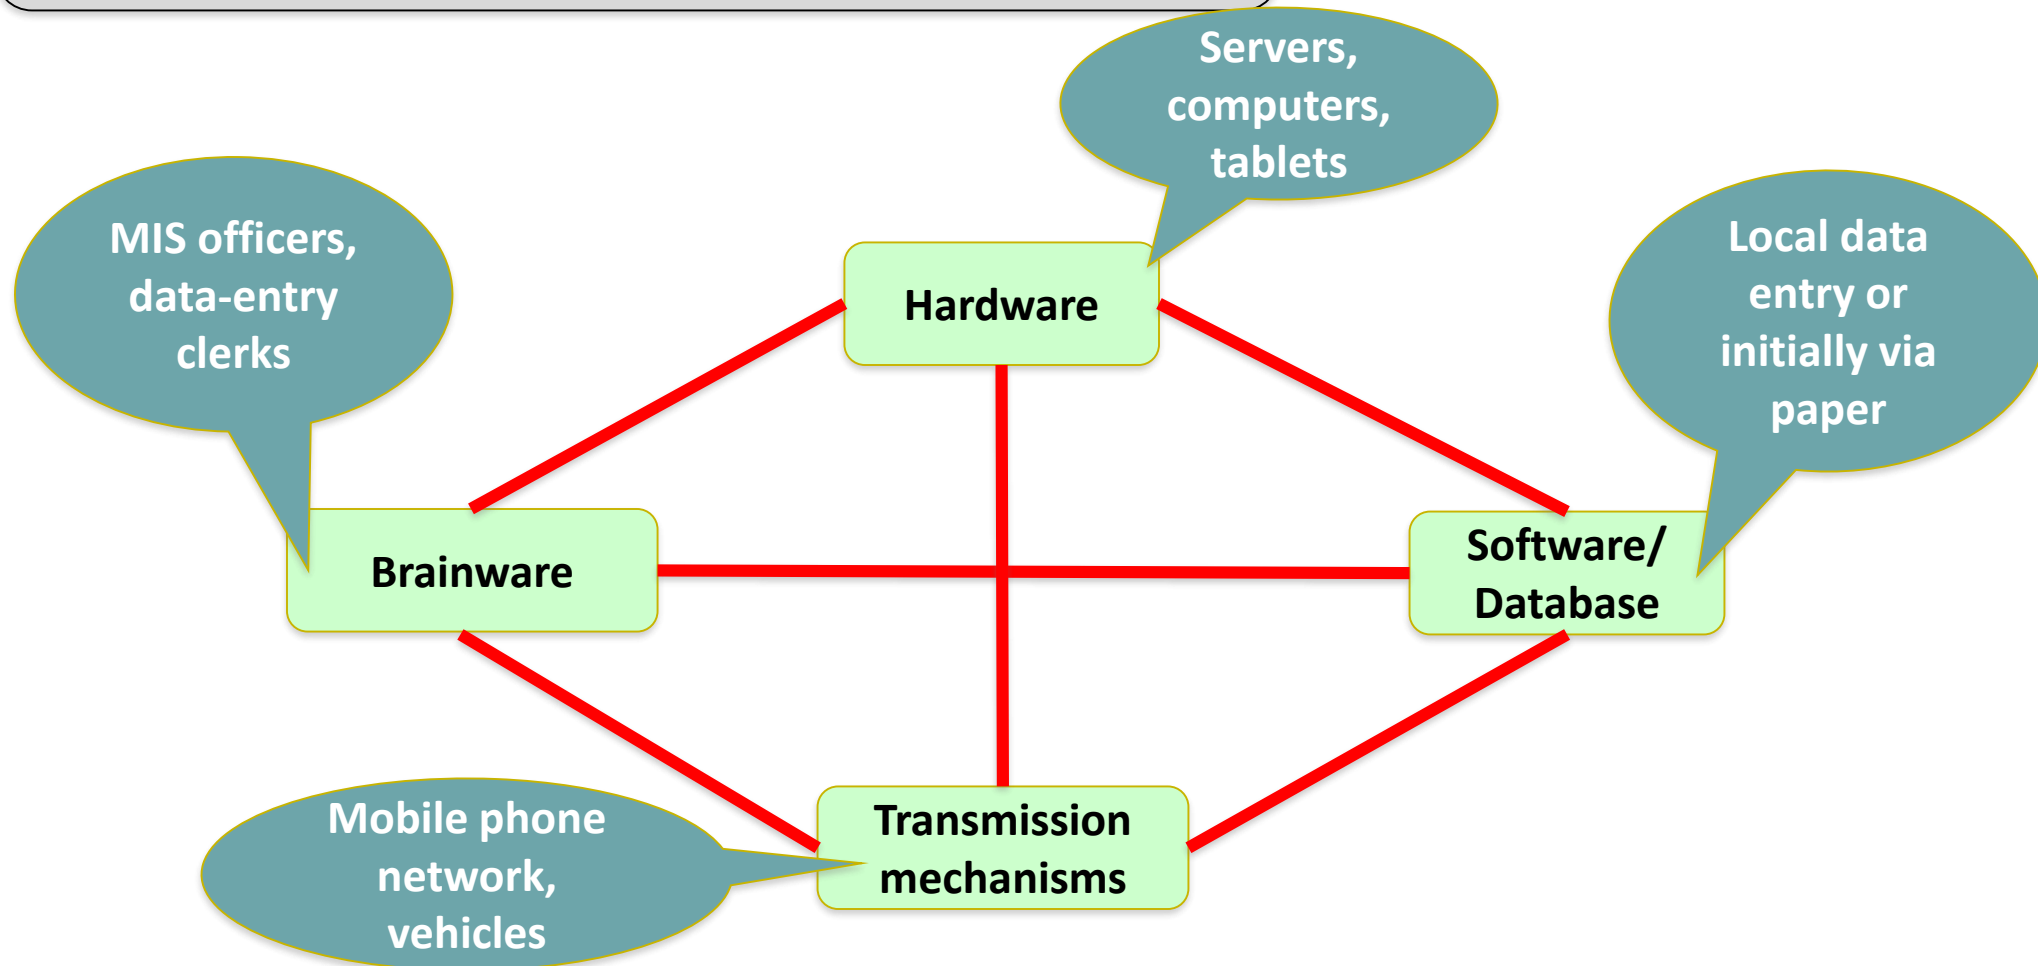 Servers,
computers,
tablets
MIS officers,
data-entry
clerks
Local data
entry or
initially via
paper
Hardware
Brainware
Software/
Database
Mobile phone
network,
vehicles
Transmission
mechanisms